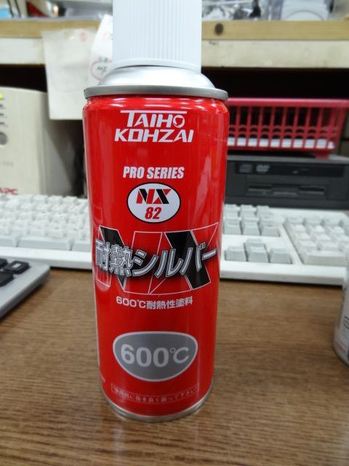 TAIHO
KOHZAI
PRO SERIES
NX
82
NX
耐熱シルバー
600℃耐熱性塗料
600℃